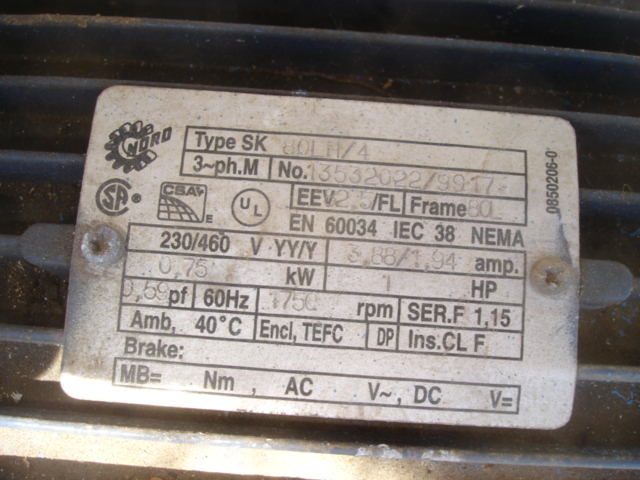 NORD
Type SK 80LH/4
3~ph.M No. 13532022/9917
EEV2.5/FL Frame80L
0850206-0
SA CSA E UL
EN 60034 IEC 38 NEMA
230/460 V YY/Y 3,88/1,94 amp.
0,75 kW 1 HP
0,59 pf 60Hz 1750 rpm SER.F 1,15
Amb, 40°C Encl, TEFC DP Ins.CL F
Brake:
MB= Nm , AC V~, DC V=